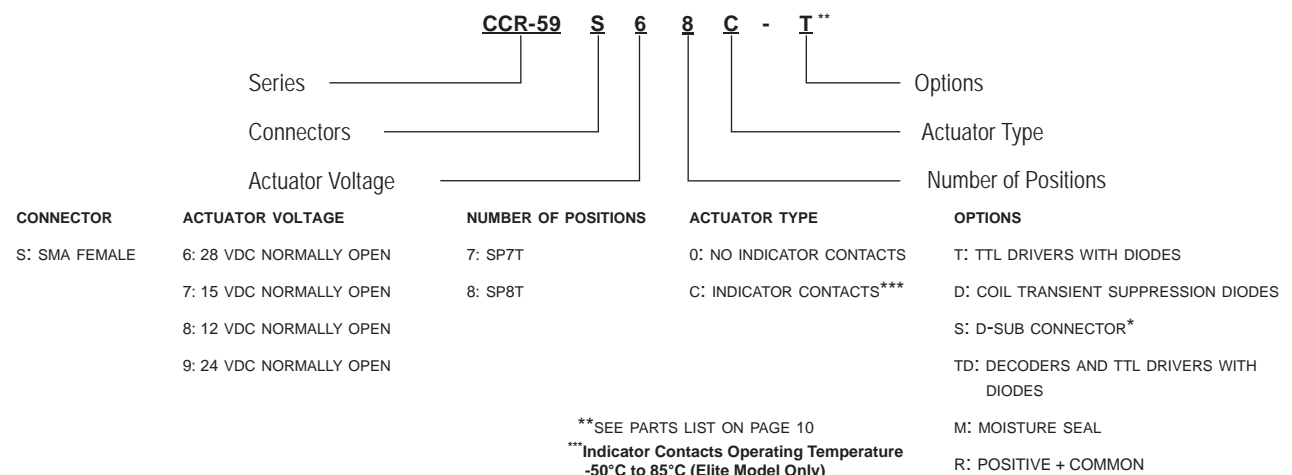 CCR-59 S 6 8 C - T**
Series
Options
Connectors
Actuator Type
Actuator Voltage
Number of Positions
CONNECTOR
S: SMA FEMALE
ACTUATOR VOLTAGE
6: 28 VDC NORMALLY OPEN
7: 15 VDC NORMALLY OPEN
8: 12 VDC NORMALLY OPEN
9: 24 VDC NORMALLY OPEN
NUMBER OF POSITIONS
7: SP7T
8: SP8T
ACTUATOR TYPE
0: NO INDICATOR CONTACTS
C: INDICATOR CONTACTS***
OPTIONS
T: TTL DRIVERS WITH DIODES
D: COIL TRANSIENT SUPPRESSION DIODES
S: D-SUB CONNECTOR*
TD: DECODERS AND TTL DRIVERS WITH
DIODES
M: MOISTURE SEAL
R: POSITIVE + COMMON
**SEE PARTS LIST ON PAGE 10
***Indicator Contacts Operating Temperature
-50°C to 85°C (Elite Model Only)